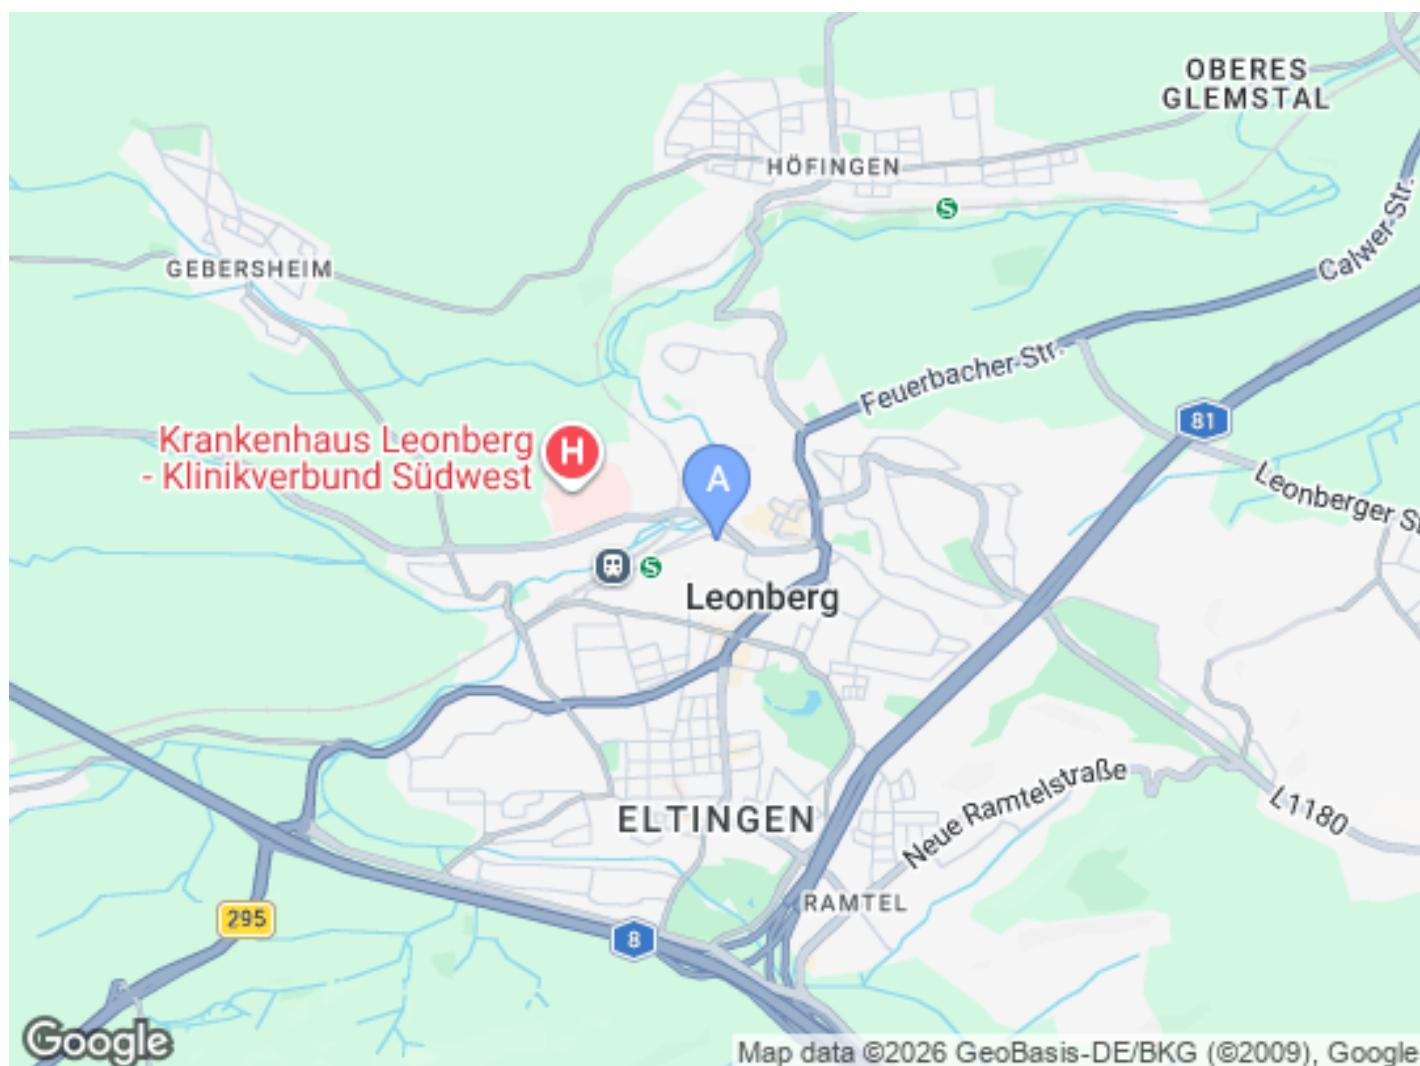 OBERES
GLEMSTAL
HÖFINGEN
S
Calwer Str.
GEBERSHEIM
Feuerbacher Str.
81
Krankenhaus Leonberg
- Klinikverbund Südwest
H
A
Leonberger St
S
Leonberg
Neue Ramtelstraße
L1180
ELTINGEN
RAMTEL
295
8
Google
Map data ©2026 GeoBasis-DE/BKG (©2009), Google